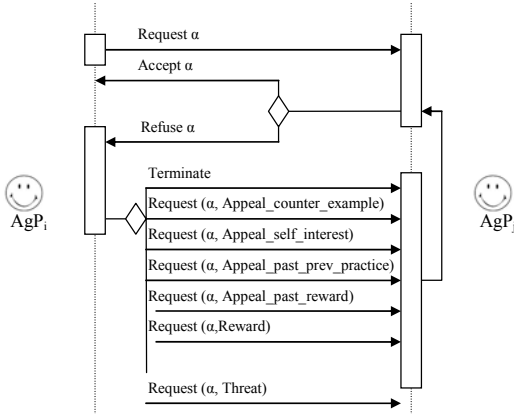 Request α
Accept α
Refuse α
Terminate
Request (α, Appeal_counter_example)
Request (α, Appeal_self_interest)
Request (α, Appeal_past_prev_practice)
Request (α, Appeal_past_reward)
Request (α,Reward)
Request (α, Threat)
AgPi
AgPj